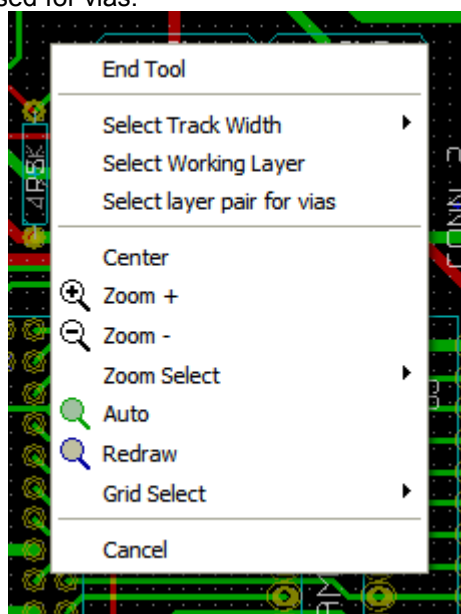 sed for vias.
End Tool
Select Track Width
Select Working Layer
Select layer pair for vias
Center
Zoom +
Zoom -
Zoom Select
Auto
Redraw
Grid Select
Cancel